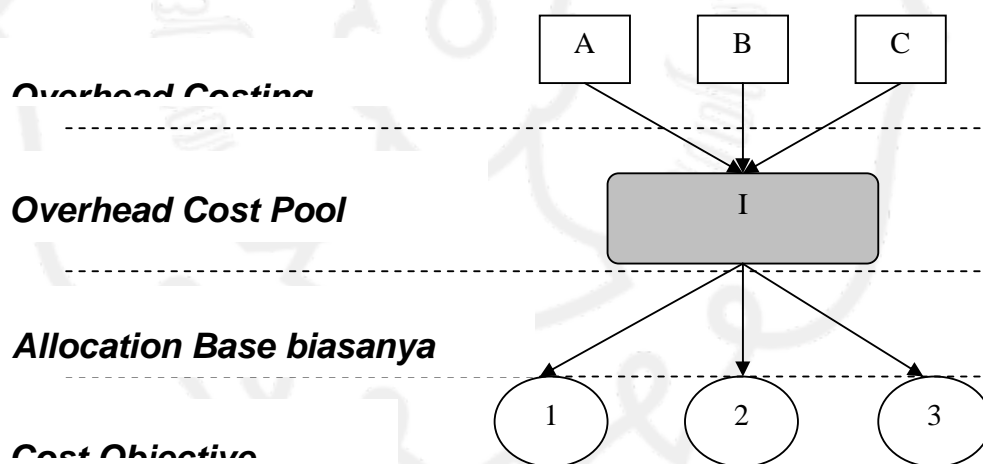 A B C
Overhead Costing
Overhead Cost Pool
I
Allocation Base biasanya
1 2 3
Cost Objective